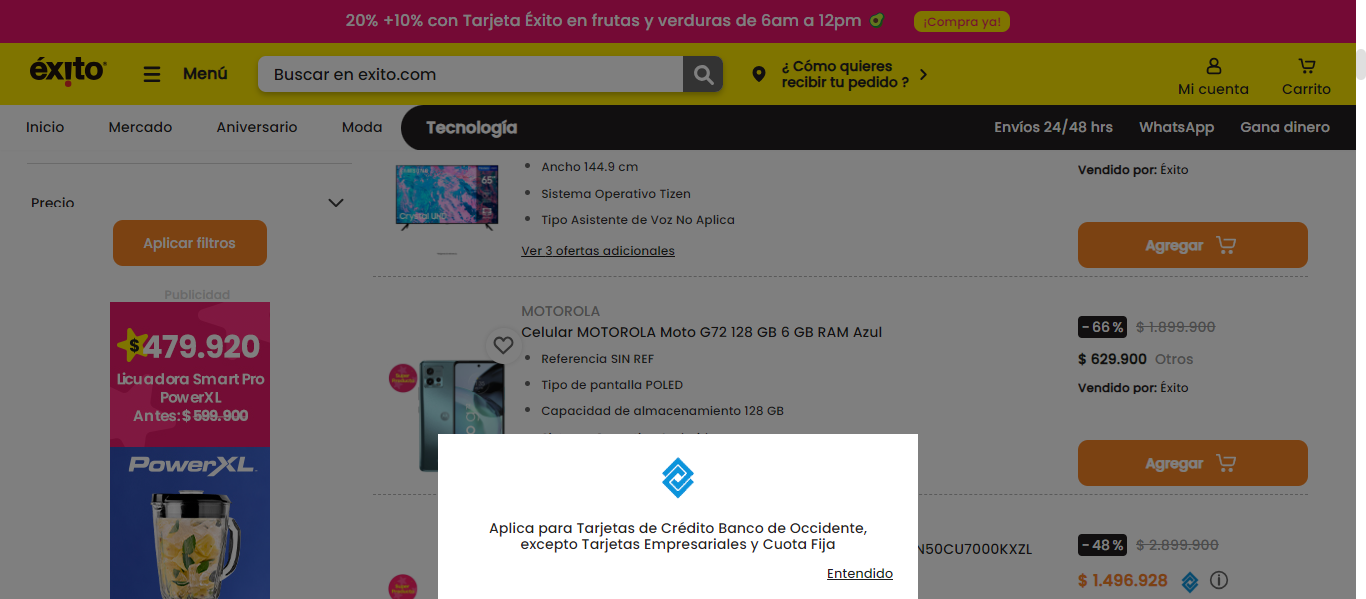 20% +10% con Tarjeta Éxito en frutas y verduras de 6am a 12pm
¡Compra ya!
éxito
Menú
Buscar en exito.com
¿ Cómo quieres
recibir tu pedido ?
Mi cuenta
Carrito
Inicio
Mercado
Aniversario
Moda
Tecnología
Envíos 24/48 hrs
WhatsApp
Gana dinero
Precio
Aplicar filtros
Publicidad
$479.920
Licuadora Smart Pro
PowerXL
Antes: $ 599.900
PowerXL
SAMSUNG
65"
Crystal UHD
Ancho 144.9 cm
Sistema Operativo Tizen
Tipo Asistente de Voz No Aplica
Ver 3 ofertas adicionales
Vendido por: Éxito
Agregar
MOTOROLA
Celular MOTOROLA Moto G72 128 GB 6 GB RAM Azul
Referencia SIN REF
Tipo de pantalla POLED
Capacidad de almacenamiento 128 GB
- 66 %
$ 1.899.900
$ 629.900 Otros
Vendido por: Éxito
Agregar
Aplica para Tarjetas de Crédito Banco de Occidente,
excepto Tarjetas Empresariales y Cuota Fija
Entendido
N50CU7000KXZL
- 48 %
$ 2.899.900
$ 1.496.928